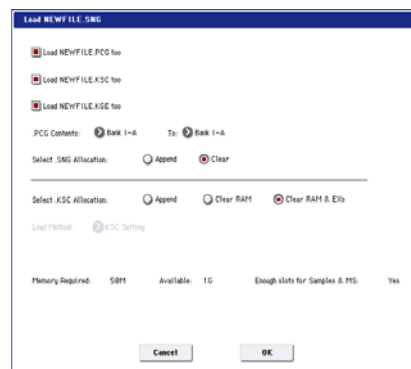 Load NEWFILE.SNG
Load NEWFILE.PCG too
Load NEWFILE.KSC too
Load NEWFILE.KGE too
.PCG Contents: Bank I-A To: Bank I-A
Select .SNG Allocation: Append Clear
Select .KSC Allocation: Append Clear RAM Clear RAM & EXs
Load Method: KSC Setting
Memory Required: 50M Available: 1G Enough slots for Samples & MS: Yes
Cancel OK